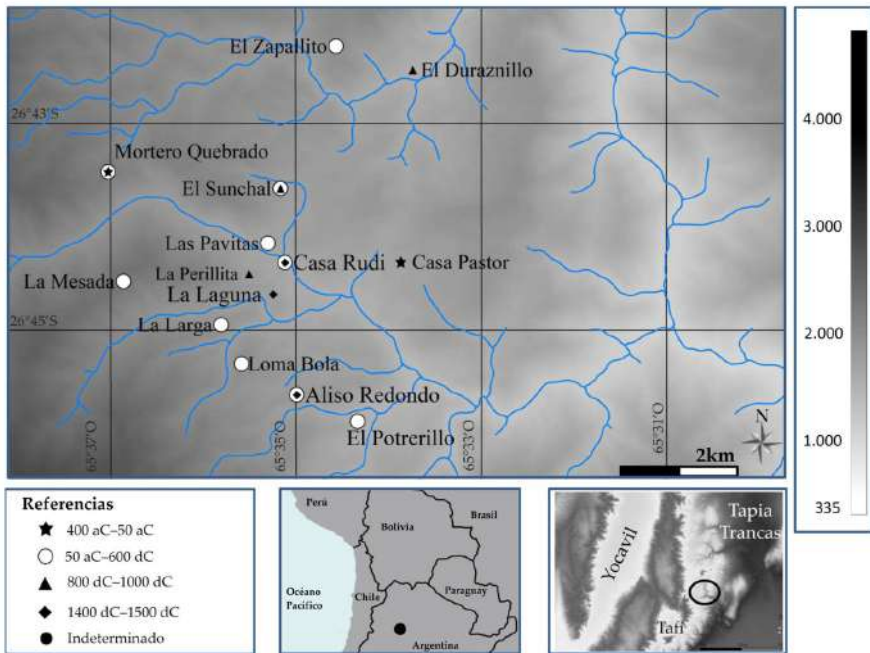 El Zapallito
El Duraznillo
26°43'S
Mortero Quebrado
El Sunchal
Las Pavitas
Casa Rudi
Casa Pastor
La Perillita
La Mesada
La Laguna
26°45'S
La Larga
Loma Bola
Aliso Redondo
El Potrerillo
65°37'O
65°35'O
65°33'O
65°31'O
N
2km
4.000
3.000
2.000
1.000
335
Referencias
400 aC–50 aC
50 aC–600 dC
800 dC–1000 dC
1400 dC–1500 dC
Indeterminado
Perú
Brasil
Bolivia
Océano
Pacífico
Chile
Paraguay
Argentina
Tapia
Trancas
Yocavil
Tafí